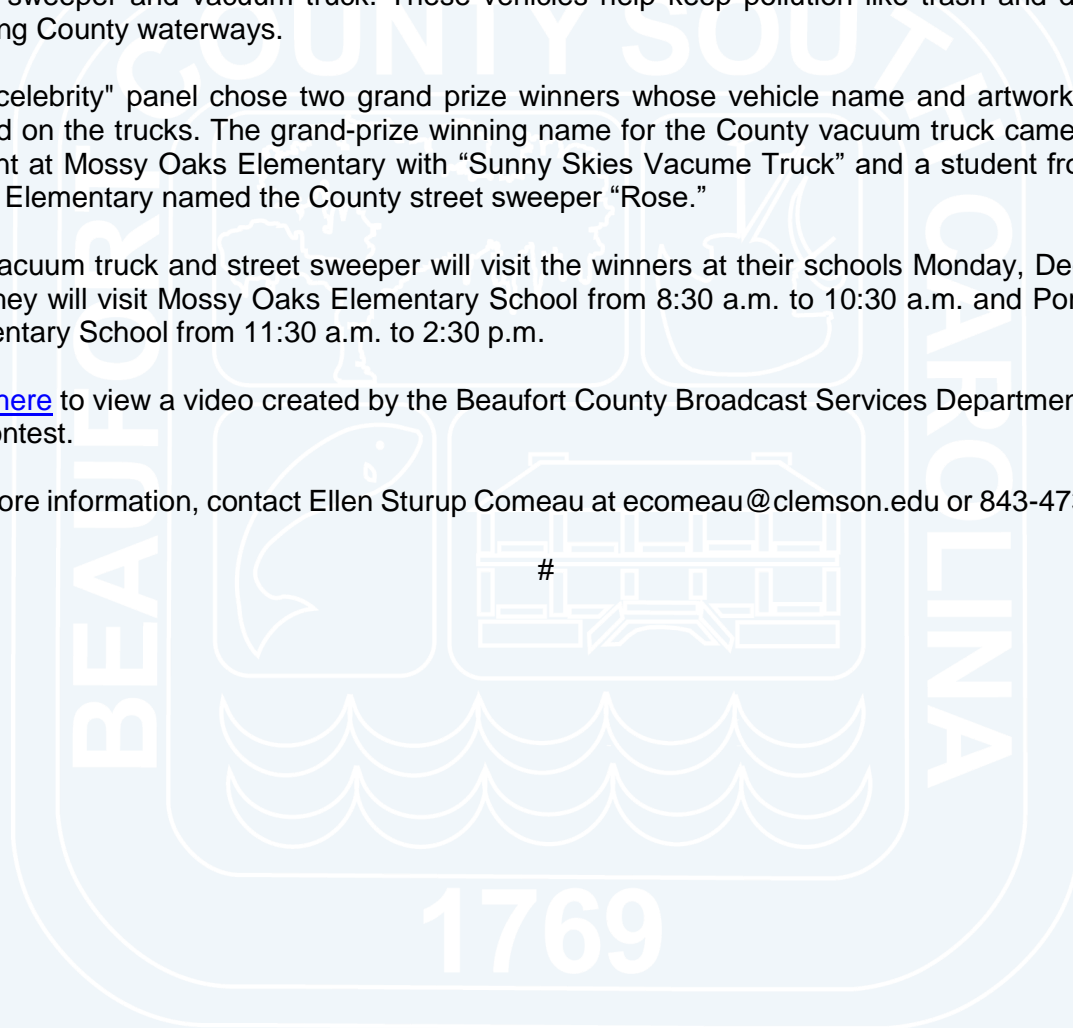 sweeper and vacuum truck. These vehicles help keep pollution like trash and
ng County waterways.
celebrity" panel chose two grand prize winners whose vehicle name and artwork
d on the trucks. The grand-prize winning name for the County vacuum truck came
nt at Mossy Oaks Elementary with “Sunny Skies Vacume Truck” and a student
Elementary named the County street sweeper “Rose.”
acuum truck and street sweeper will visit the winners at their schools Monday, De
hey will visit Mossy Oaks Elementary School from 8:30 a.m. to 10:30 a.m. and Por
entary School from 11:30 a.m. to 2:30 p.m.
here to view a video created by the Beaufort County Broadcast Services Departmen
ontest.
ore information, contact Ellen Sturup Comeau at ecomeau@clemson.edu or 843-47
#
BEAUFORT COUNTY SOUTH CAROLINA
1769